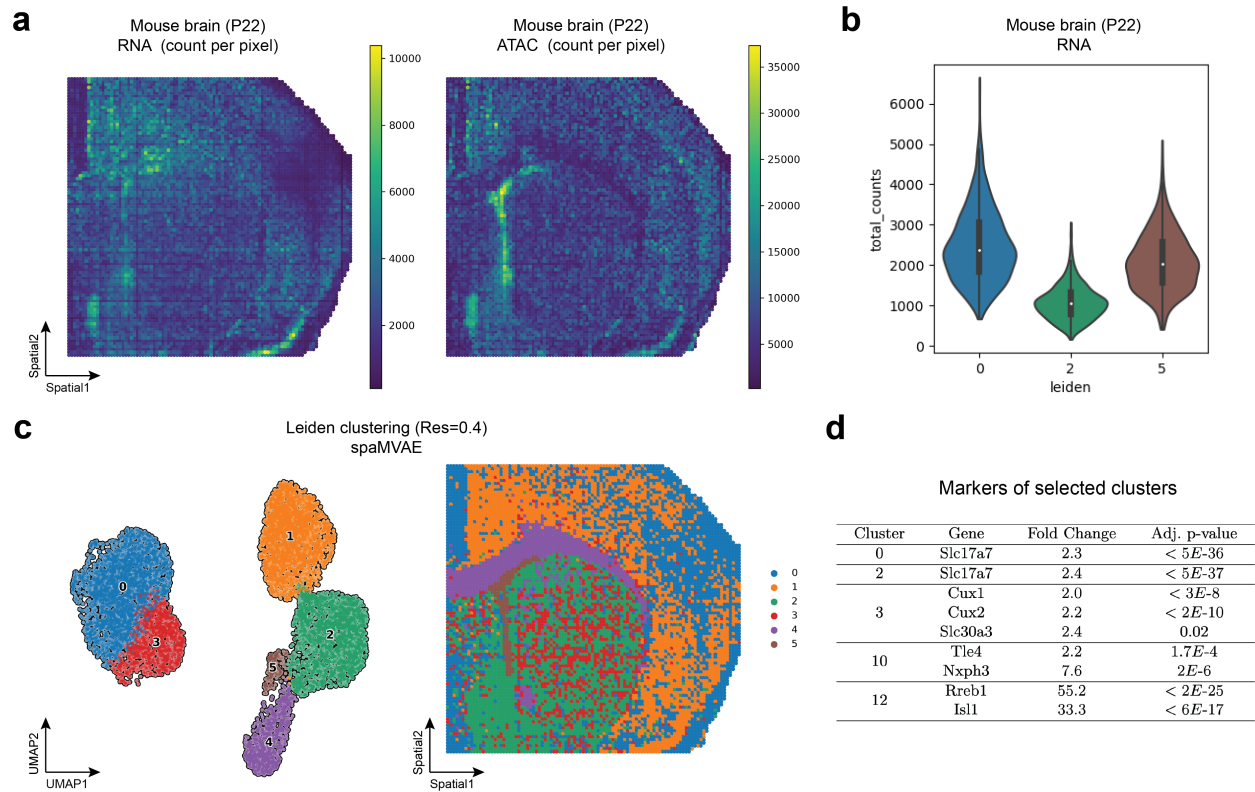 a
Mouse brain (P22)
RNA (count per pixel)
10000
8000
6000
4000
2000
Spatial2
Spatial1
Mouse brain (P22)
ATAC (count per pixel)
35000
30000
25000
20000
15000
10000
5000
b
Mouse brain (P22)
RNA
total_counts
6000
5000
4000
3000
2000
1000
0
0 2 5
leiden
c
Leiden clustering (Res=0.4)
spaMVAE
0
1
2
3
4
5
UMAP2
UMAP1
Spatial2
Spatial1
0
1
2
3
4
5
d
Markers of selected clusters
Cluster Gene Fold Change Adj. p-value
0 Slc17a7 2.3 < 5E-36
2 Slc17a7 2.4 < 5E-37
Cux1 2.0 < 3E-8
3 Cux2 2.2 < 2E-10
Slc30a3 2.4 0.02
10 Tle4 2.2 1.7E-4
Nxph3 7.6 2E-6
12 Rreb1 55.2 < 2E-25
Isl1 33.3 < 6E-17